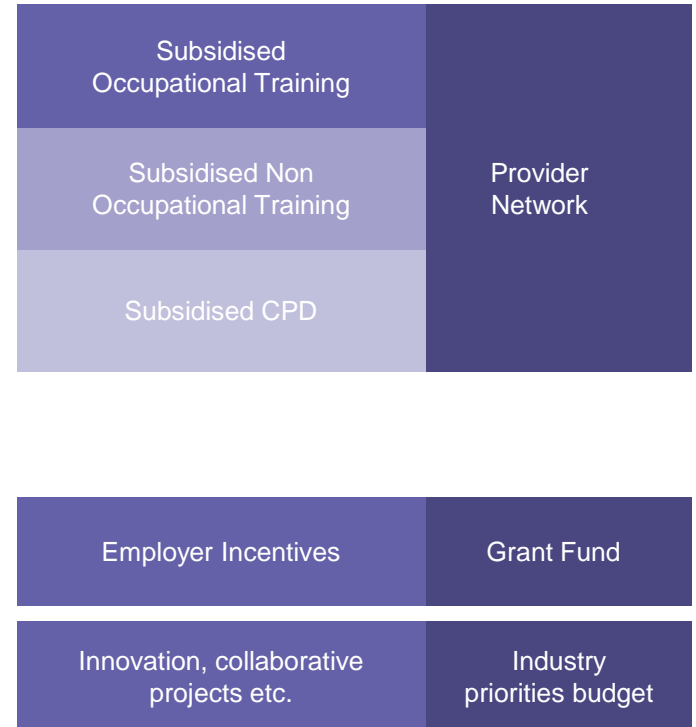 Subsidised
Occupational Training
Subsidised Non
Occupational Training
Subsidised CPD
Provider
Network
Employer Incentives
Grant Fund
Innovation, collaborative
projects etc.
Industry
priorities budget